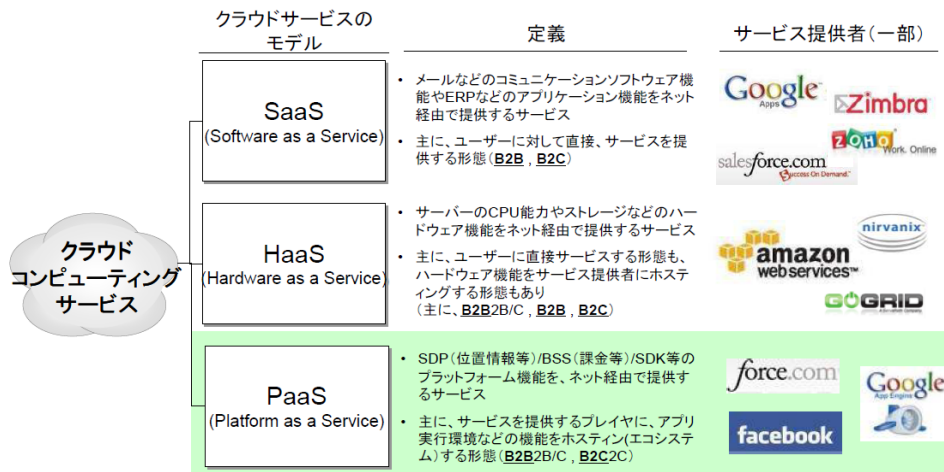 クラウドサービスの
モデル
定義
サービス提供者(一部)
クラウド
コンピューティング
サービス
SaaS
(Software as a Service)
• メールなどのコミュニケーションソフトウェア機
能やERPなどのアプリケーション機能をネット
経由で提供するサービス
• 主に、ユーザーに対して直接、サービスを提
供する形態(B2B , B2C)
Google
Apps
Zimbra
ZOHO
Work. Online
salesforce.com
Success On Demand.™
HaaS
(Hardware as a Service)
• サーバーのCPU能力やストレージなどのハー
ドウェア機能をネット経由で提供するサービス
• 主に、ユーザーに直接サービスする形態も、
ハードウェア機能をサービス提供者にホスティ
ングする形態もあり
(主に、B2B2B/C , B2B , B2C)
nirvanix™
amazon
webservices™
GOGRID
PaaS
(Platform as a Service)
• SDP(位置情報等)/BSS(課金等)/SDK等の
プラットフォーム機能を、ネット経由で提供す
るサービス
• 主に、サービスを提供するプレイヤに、アプリ
実行環境などの機能をホスティン(エコシステ
ム)する形態(B2B2B/C , B2C2C)
force.com
Google
App Engine
facebook